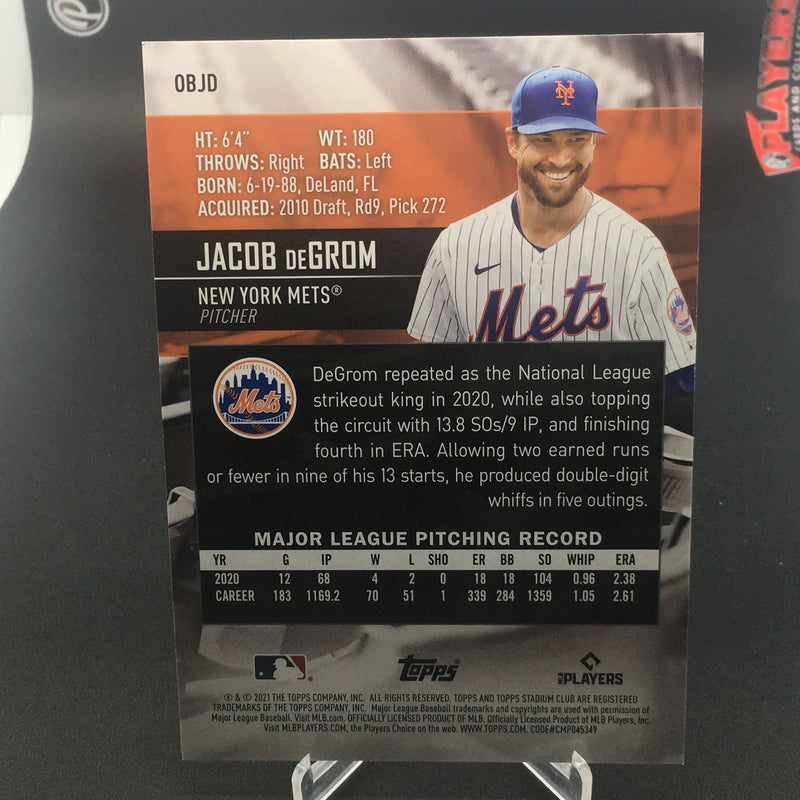 PLAYERS
OBJD
HT: 6'4" WT: 180
THROWS: Right BATS: Left
BORN: 6-19-88, DeLand, FL
ACQUIRED: 2010 Draft, Rd9, Pick 272
JACOB DEGROM
NEW YORK METS®
PITCHER
Mets
Mets
DeGrom repeated as the National League
strikeout king in 2020, while also topping
the circuit with 13.8 SOs/9 IP, and finishing
fourth in ERA. Allowing two earned runs
or fewer in nine of his 13 starts, he produced double-digit
whiffs in five outings.
MAJOR LEAGUE PITCHING RECORD
YR G IP W L SHO ER BB SO WHIP ERA
2020 12 68 4 2 0 18 18 104 0.96 2.38
CAREER 183 1169.2 70 51 1 339 284 1359 1.05 2.61
topps
MLB PLAYERS
® & © 2021 THE TOPPS COMPANY, INC. ALL RIGHTS RESERVED. TOPPS AND TOPPS STADIUM CLUB ARE REGISTERED
TRADEMARKS OF THE TOPPS COMPANY, INC. Major League Baseball trademarks and copyrights are used with permission of
Major League Baseball. Visit MLB.com. OFFICIALLY LICENSED PRODUCT OF MLB. Officially Licensed Product of MLB Players, Inc.
Visit MLBPLAYERS.COM, the Players Choice on the web. WWW.TOPPS.COM. CODE#CMP045349